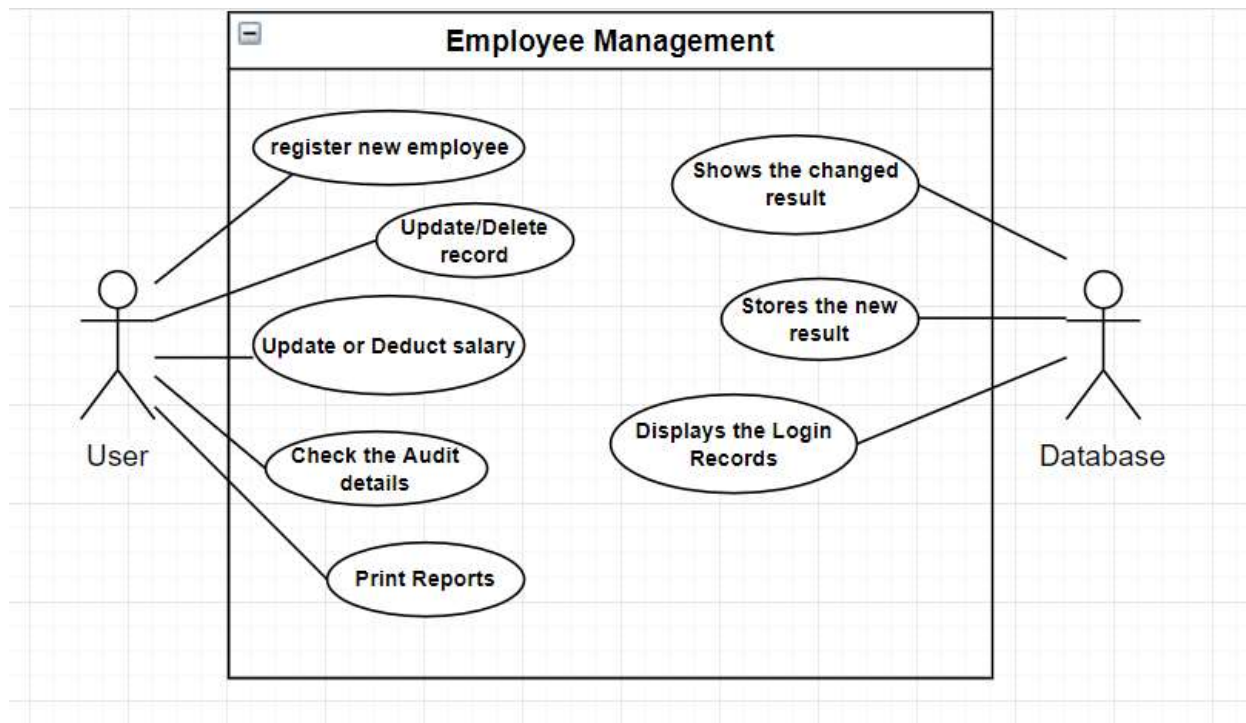 Employee Management
register new employee
Update/Delete
record
Update or Deduct salary
Check the Audit
details
Print Reports
User
Shows the changed
result
Stores the new
result
Displays the Login
Records
Database